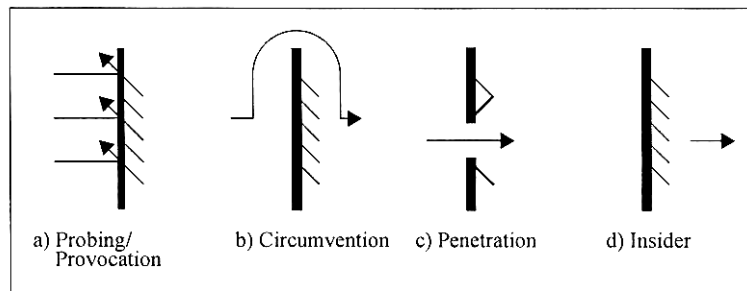 a) Probing/
Provocation
b) Circumvention
c) Penetration
d) Insider